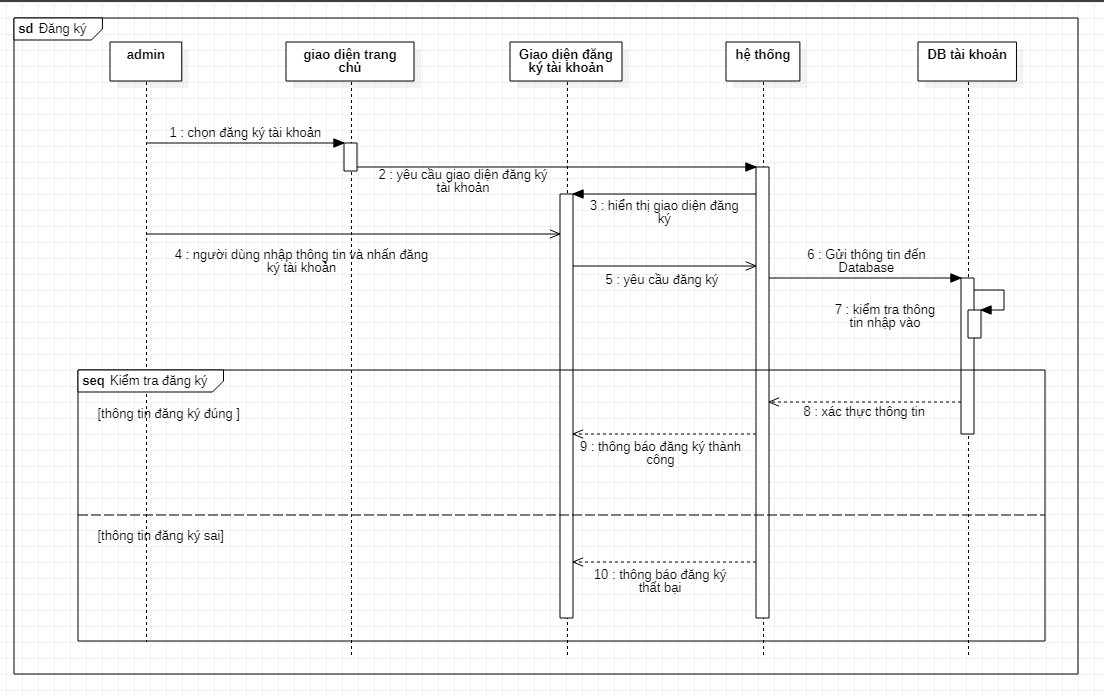 sd Đăng ký
admin
giao diện trang
chủ
Giao diện đăng
ký tài khoản
hệ thống
DB tài khoản
1 : chọn đăng ký tài khoản
2 : yêu cầu giao diện đăng ký
tài khoản
3 : hiển thị giao diện đăng
ký
4 : người dùng nhập thông tin và nhấn đăng
ký tài khoản
5 : yêu cầu đăng ký
6 : Gửi thông tin đến
Database
7 : kiểm tra thông
tin nhập vào
seq Kiểm tra đăng ký
[thông tin đăng ký đúng ]
8 : xác thực thông tin
9 : thông báo đăng ký thành
công
[thông tin đăng ký sai]
10 : thông báo đăng ký
thất bại